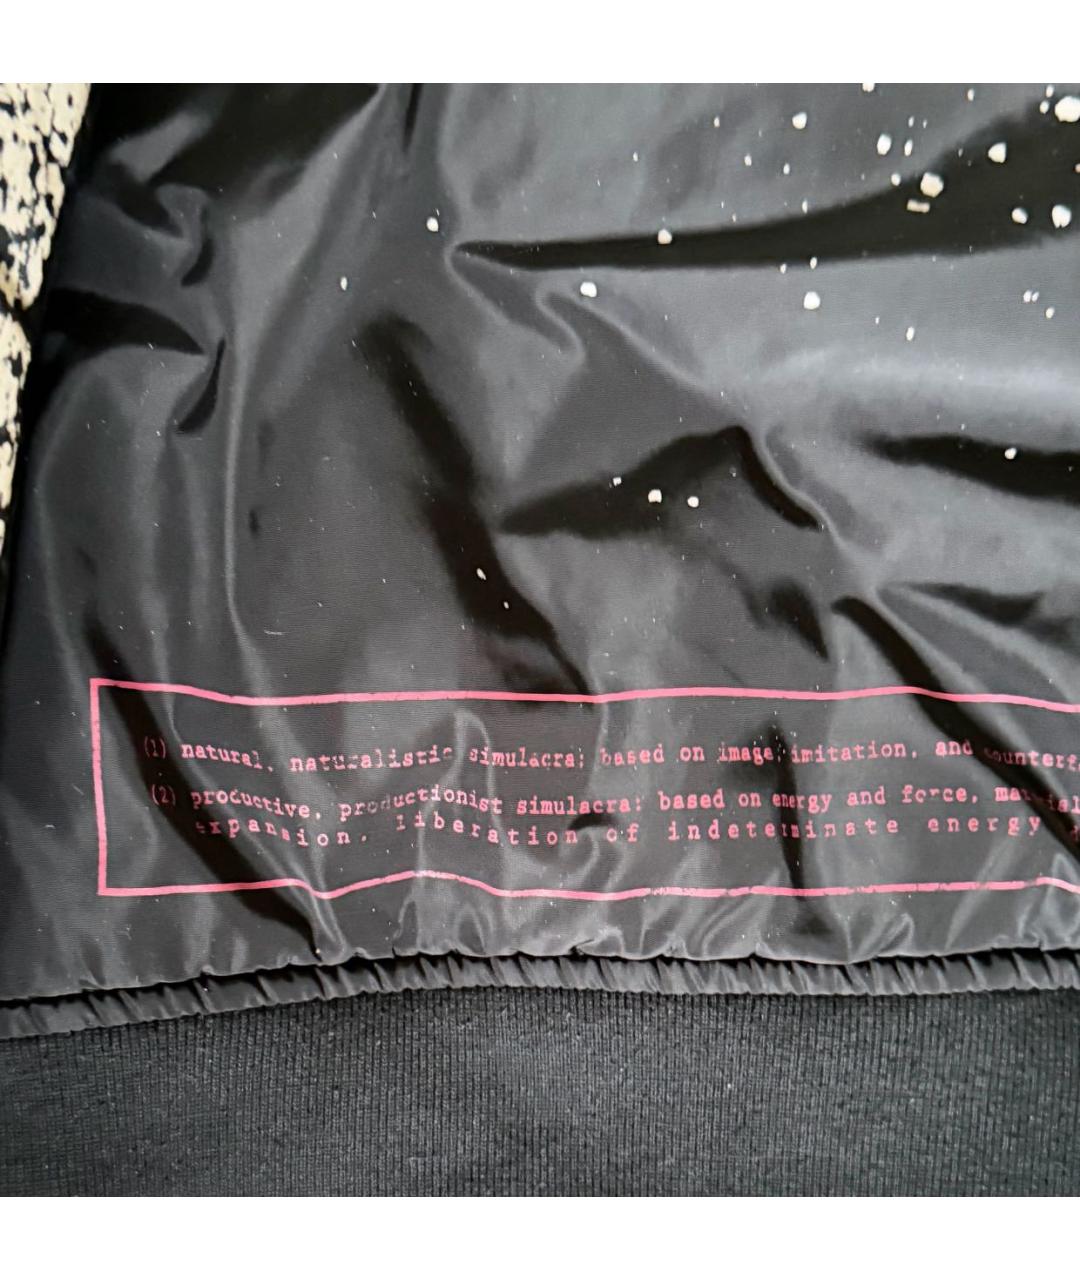 (1) natural, naturalistic simulacra: based on image, imitation, and
(2) productive, productionist simulacra: based on energy and force,
expansion, liberation of indeterminate energy